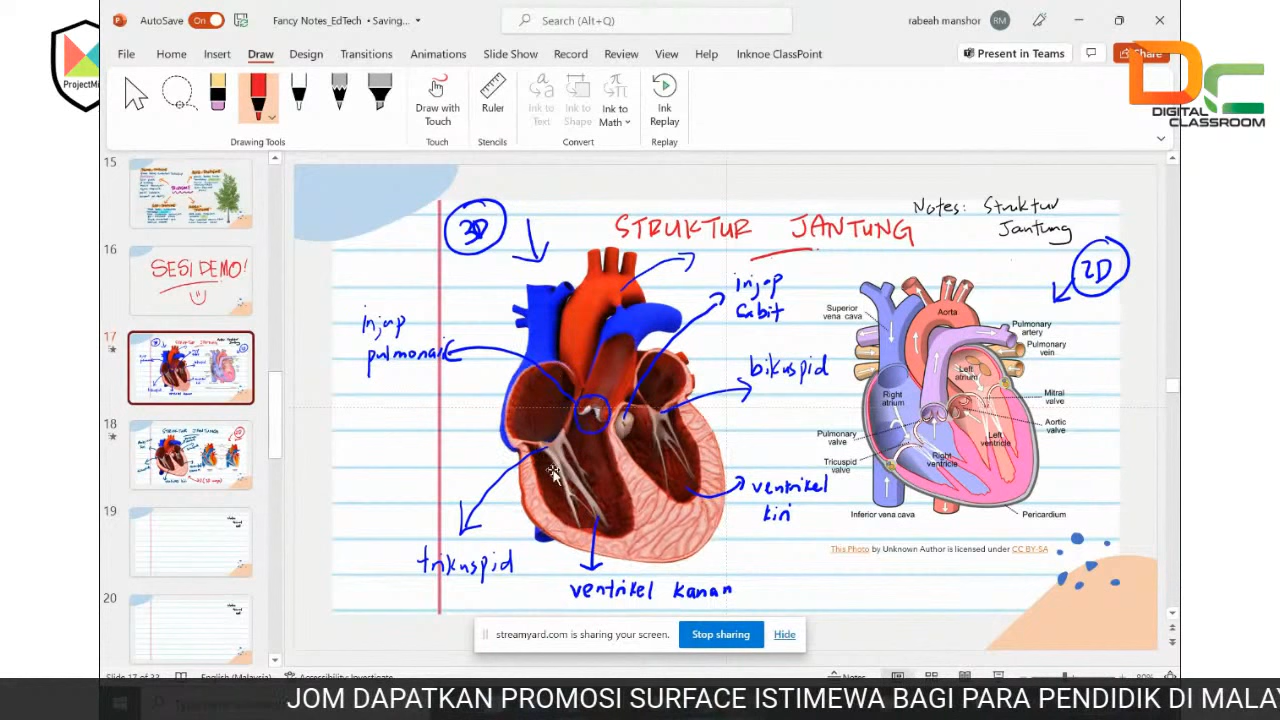 AutoSave
On
Fancy Notes_EdTech • Saving...
Search (Alt+Q)
rabeah manshor
RM
File
Home
Insert
Draw
Design
Transitions
Animations
Slide Show
Record
Review
View
Help
Inknoe ClassPoint
Present in Teams
Share
DC
DIGITAL
CLASSROOM
Draw with
Touch
Ruler
Ink to
Text
Ink to
Shape
Ink to
Math
Ink
Replay
Drawing Tools
Touch
Stencils
Convert
Replay
15
16
SESI DEMO!
17
18
19
20
3D
STRUKTUR JANTUNG
Notes: Struktur
Jantung
2D
injap
pulmonari
injap
sabit
bikuspid
ventrikel
kiri
trikuspid
ventrikel kanan
Superior
vena cava
Aorta
Pulmonary
artery
Pulmonary
vein
Left
atrium
Right
atrium
Mitral
valve
Aortic
valve
Pulmonary
valve
Left
ventricle
Tricuspid
valve
Right
ventricle
Inferior vena cava
Pericardium
This Photo by Unknown Author is licensed under CC BY-SA
streamyard.com is sharing your screen.
Stop sharing
Hide
JOM DAPATKAN PROMOSI SURFACE ISTIMEWA BAGI PARA PENDIDIK DI MALAY